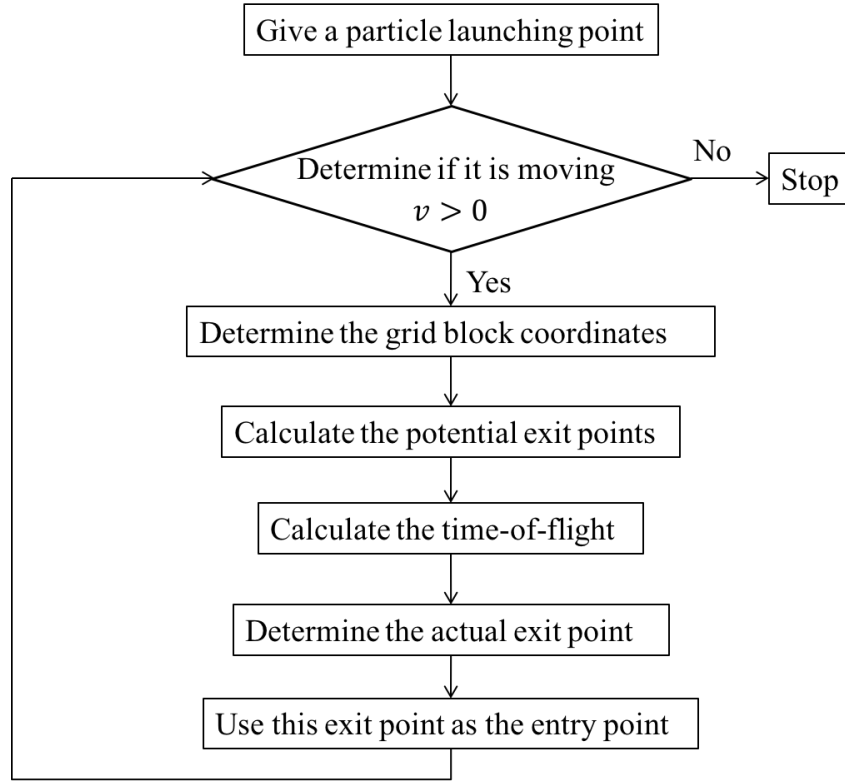 Give a particle launching point
Determine if it is moving
v > 0
No
Stop
Yes
Determine the grid block coordinates
Calculate the potential exit points
Calculate the time-of-flight
Determine the actual exit point
Use this exit point as the entry point